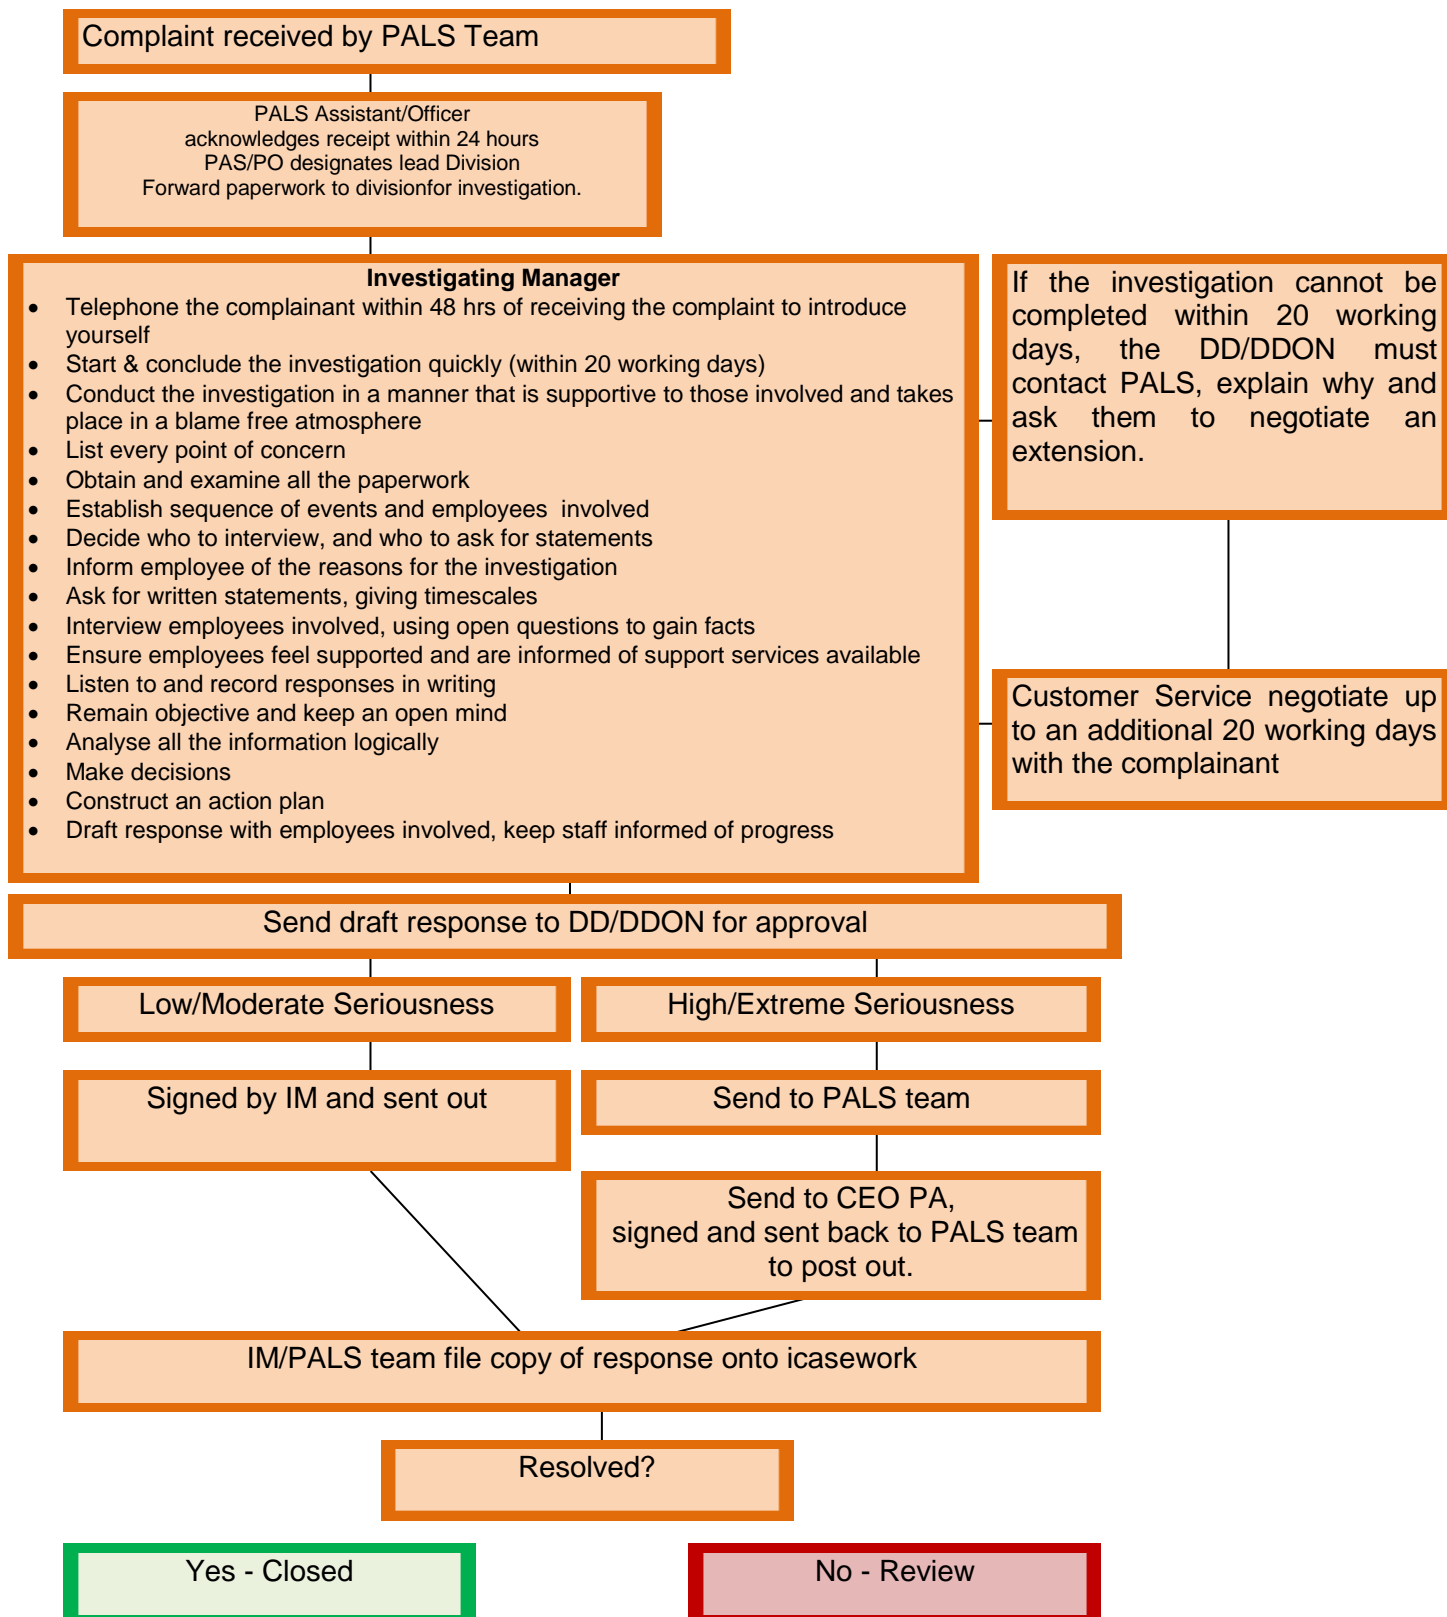 Complaint received by PALS Team
PALS Assistant/Officer
acknowledges receipt within 24 hours
PAS/PO designates lead Division
Forward paperwork to divisionfor investigation.
Investigating Manager
• Telephone the complainant within 48 hrs of receiving the complaint to introduce
yourself
• Start & conclude the investigation quickly (within 20 working days)
• Conduct the investigation in a manner that is supportive to those involved and takes
place in a blame free atmosphere
• List every point of concern
• Obtain and examine all the paperwork
• Establish sequence of events and employees involved
• Decide who to interview, and who to ask for statements
• Inform employee of the reasons for the investigation
• Ask for written statements, giving timescales
• Interview employees involved, using open questions to gain facts
• Ensure employees feel supported and are informed of support services available
• Listen to and record responses in writing
• Remain objective and keep an open mind
• Analyse all the information logically
• Make decisions
• Construct an action plan
• Draft response with employees involved, keep staff informed of progress
If the investigation cannot be
completed within 20 working
days, the DD/DDON must
contact PALS, explain why and
ask them to negotiate an
extension.
Customer Service negotiate up
to an additional 20 working days
with the complainant
Send draft response to DD/DDON for approval
Low/Moderate Seriousness
High/Extreme Seriousness
Signed by IM and sent out
Send to PALS team
Send to CEO PA,
signed and sent back to PALS team
to post out.
IM/PALS team file copy of response onto icasework
Resolved?
Yes - Closed
No - Review